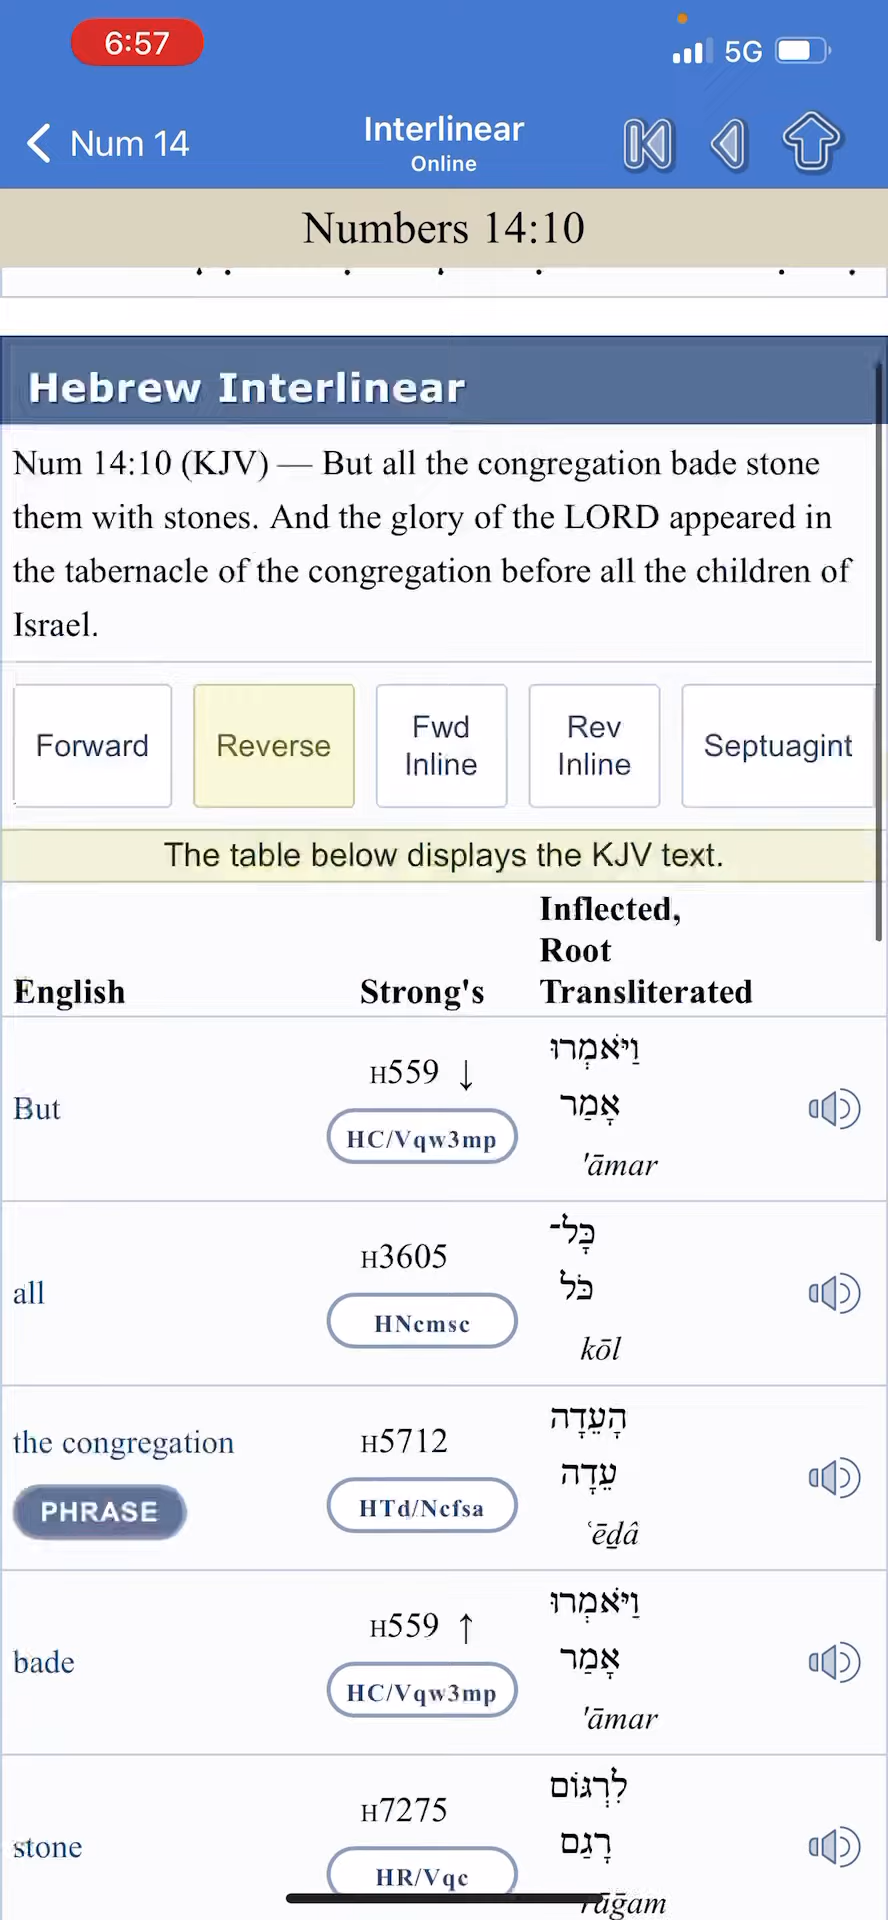 6:57
5G
Num 14
Interlinear
Online
Numbers 14:10
Hebrew Interlinear
Num 14:10 (KJV) — But all the congregation bade stone
them with stones. And the glory of the LORD appeared in
the tabernacle of the congregation before all the children of
Israel.
Forward
Reverse
Fwd
Inline
Rev
Inline
Septuagint
The table below displays the KJV text.
English
Strong's
Inflected,
Root
Transliterated
But
H559 ↓
HC/Vqw3mp
וַיֹּאמְרוּ
אָמַר
'āmar
all
H3605
HNcmsc
כָּל־
כֹּל
kōl
the congregation
PHRASE
H5712
HTd/Ncfsa
הָעֵדָה
עֵדָה
ʿēḏâ
bade
H559 ↑
HC/Vqw3mp
וַיֹּאמְרוּ
אָמַר
'āmar
stone
H7275
HR/Vqc
לִרְגּוֹם
רָגַם
rāḡam